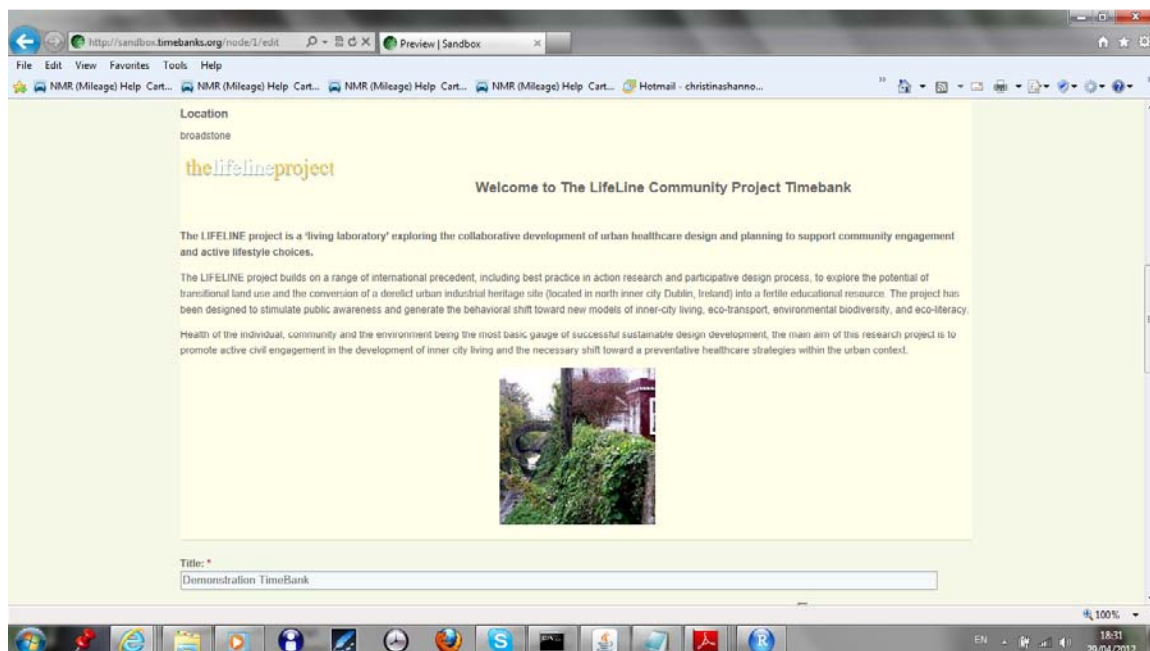 http://sandbox.timebanks.org/node/1/edit
Preview | Sandbox
File Edit View Favorites Tools Help
NMR (Mileage) Help Cart... NMR (Mileage) Help Cart... NMR (Mileage) Help Cart... NMR (Mileage) Help Cart... Hotmail - christinashanno...
Location
broadstone
thelifelineproject
Welcome to The LifeLine Community Project Timebank
The LIFELINE project is a ‘living laboratory’ exploring the collaborative development of urban healthcare design and planning to support community engagement
and active lifestyle choices.
The LIFELINE project builds on a range of international precedent, including best practice in action research and participative design process, to explore the potential of
transitional land use and the conversion of a derelict urban industrial heritage site (located in north inner city Dublin, Ireland) into a fertile educational resource. The project has
been designed to stimulate public awareness and generate the behavioral shift toward new models of inner-city living, eco-transport, environmental biodiversity, and eco-literacy.
Health of the individual, community and the environment being the most basic gauge of successful sustainable design development, the main aim of this research project is to
promote active civil engagement in the development of inner city living and the necessary shift toward a preventative healthcare strategies within the urban context.
Title: *
Demonstration TimeBank
100%
EN
18:31
29/04/2012